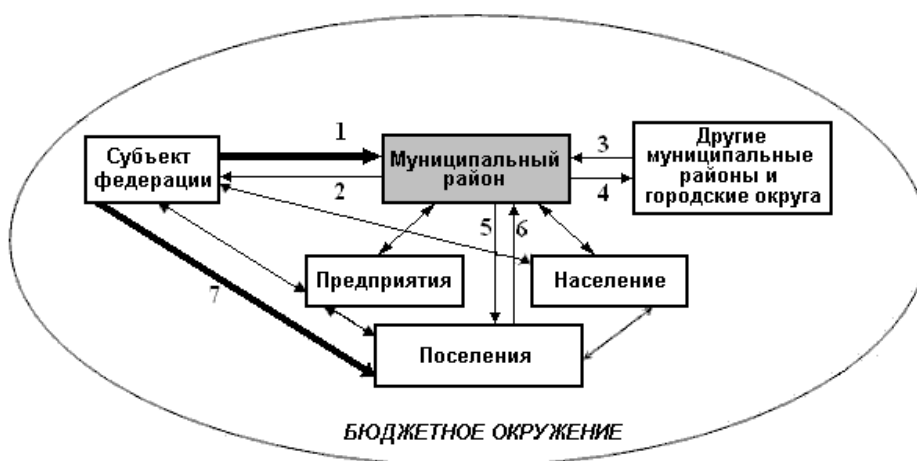 1
Субъект
федерации
2
Муниципальный
район
3
4
Другие
муниципальные
районы и
городские округа
5
6
7
Предприятия
Население
Поселения
БЮДЖЕТНОЕ ОКРУЖЕНИЕ